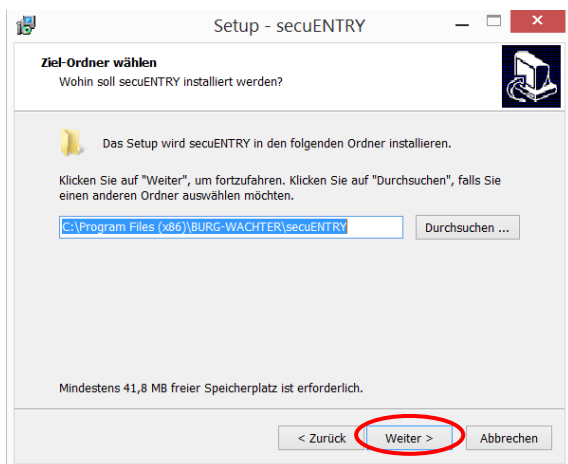 Setup - secuENTRY
Ziel-Ordner wählen
Wohin soll secuENTRY installiert werden?
Das Setup wird secuENTRY in den folgenden Ordner installieren.
Klicken Sie auf "Weiter", um fortzufahren. Klicken Sie auf "Durchsuchen", falls Sie
einen anderen Ordner auswählen möchten.
C:\Program Files (x86)\BURG-WACHTER\secuENTRY
Durchsuchen ...
Mindestens 41,8 MB freier Speicherplatz ist erforderlich.
< Zurück
Weiter >
Abbrechen